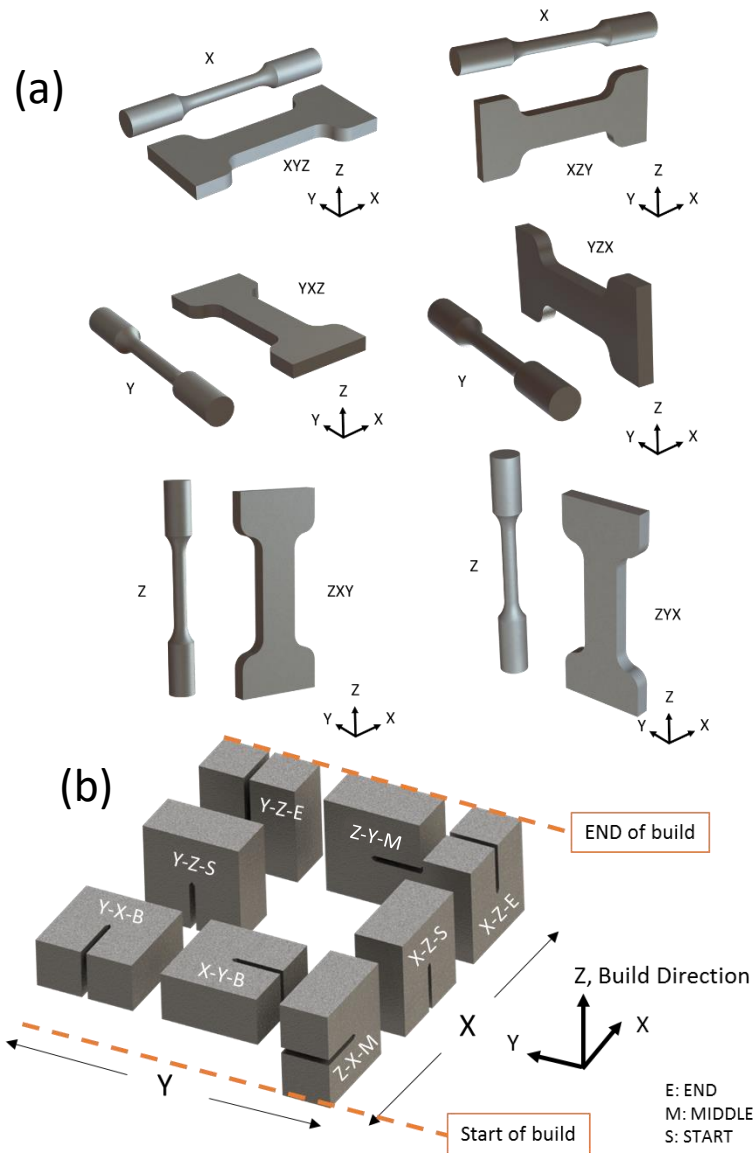 (a)
X
XYZ
Z
Y
X
X
XZY
Z
Y
X
YXZ
Y
Z
Y
X
YZX
Y
Z
Y
X
Z
ZXY
Z
Y
X
Z
ZYX
Z
Y
X
(b)
Y-Z-E
Z-Y-M
END of build
Y-Z-S
X-Z-E
Y-X-B
X-Z-S
X-Y-B
Z-X-M
Z, Build Direction
X
Y
X
Y
Start of build
E: END
M: MIDDLE
S: START